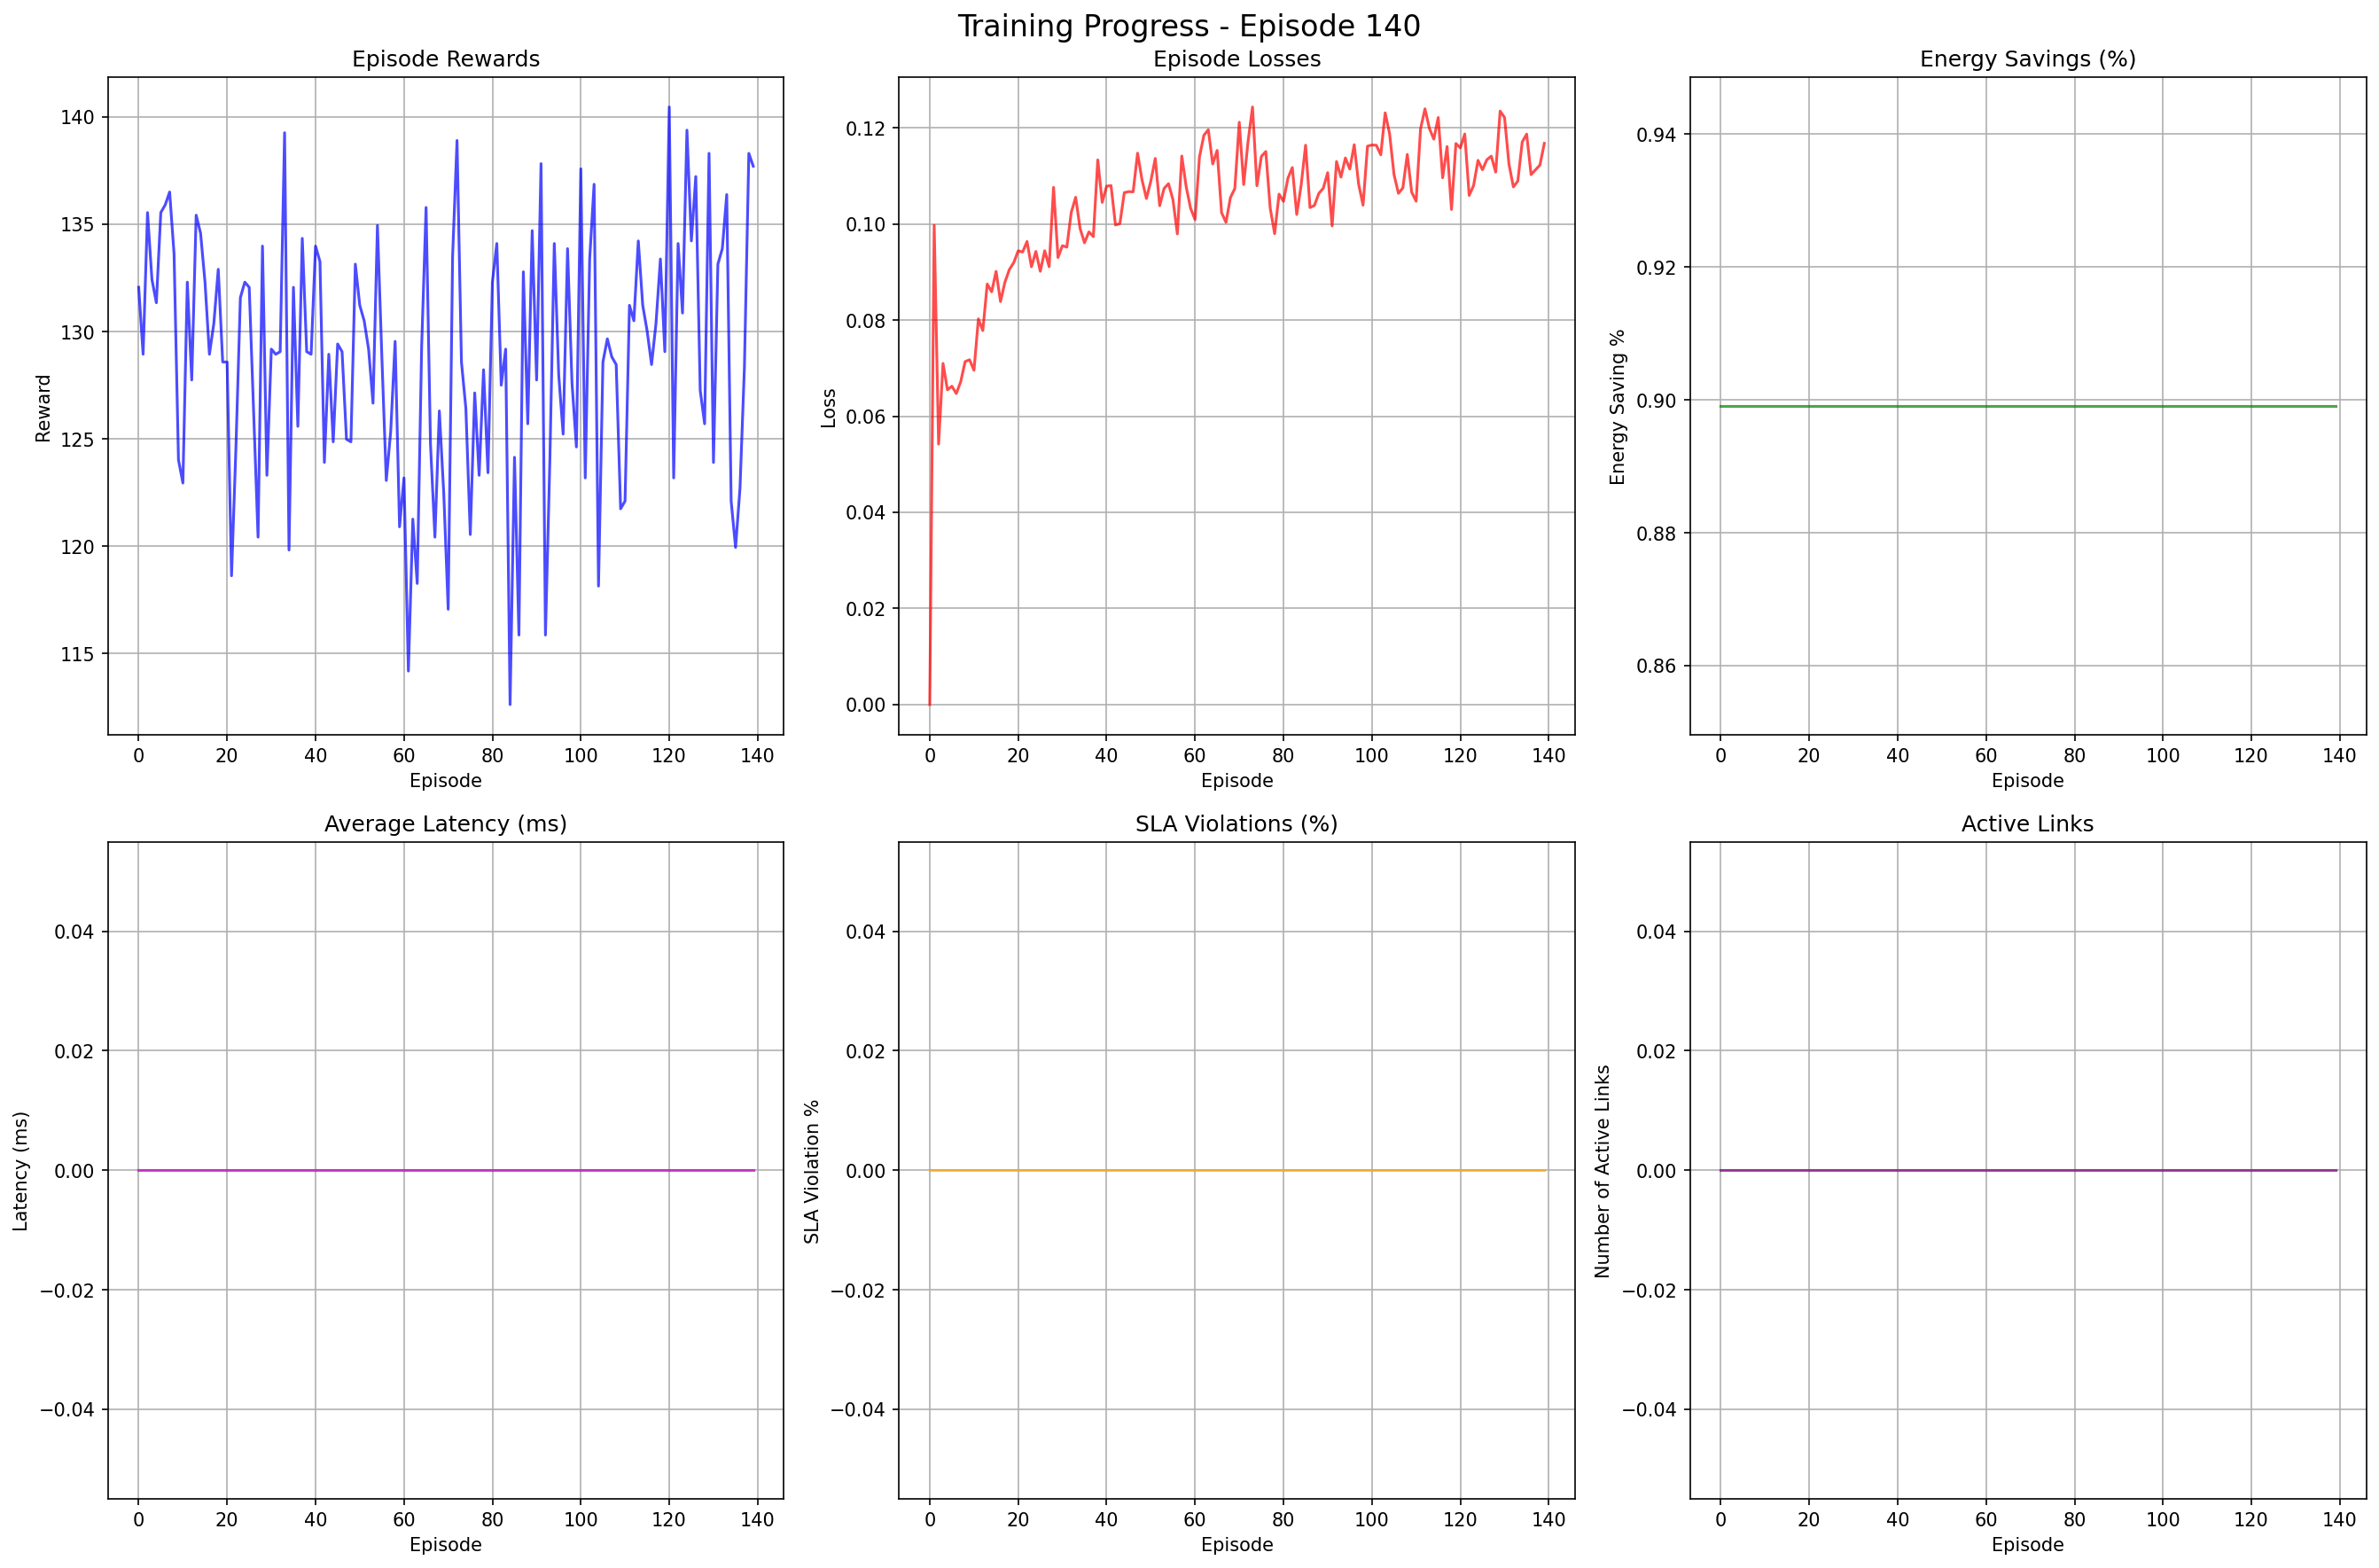 Training Progress - Episode 140
Episode Rewards
Reward
140
135
130
125
120
115
0 20 40 60 80 100 120 140
Episode
Episode Losses
Loss
0.12
0.10
0.08
0.06
0.04
0.02
0.00
0 20 40 60 80 100 120 140
Episode
Energy Savings (%)
Energy Saving %
0.94
0.92
0.90
0.88
0.86
0 20 40 60 80 100 120 140
Episode
Average Latency (ms)
Latency (ms)
0.04
0.02
0.00
−0.02
−0.04
0 20 40 60 80 100 120 140
Episode
SLA Violations (%)
SLA Violation %
0.04
0.02
0.00
−0.02
−0.04
0 20 40 60 80 100 120 140
Episode
Active Links
Number of Active Links
0.04
0.02
0.00
−0.02
−0.04
0 20 40 60 80 100 120 140
Episode